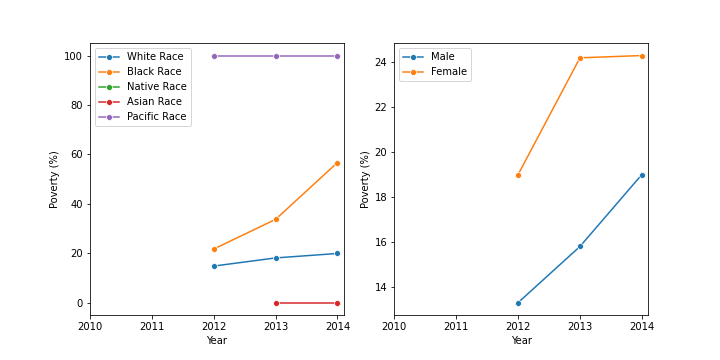 100
80
60
40
20
0
Poverty (%)
White Race
Black Race
Native Race
Asian Race
Pacific Race
2010 2011 2012 2013 2014
Year
24
22
20
18
16
14
Poverty (%)
Male
Female
2010 2011 2012 2013 2014
Year